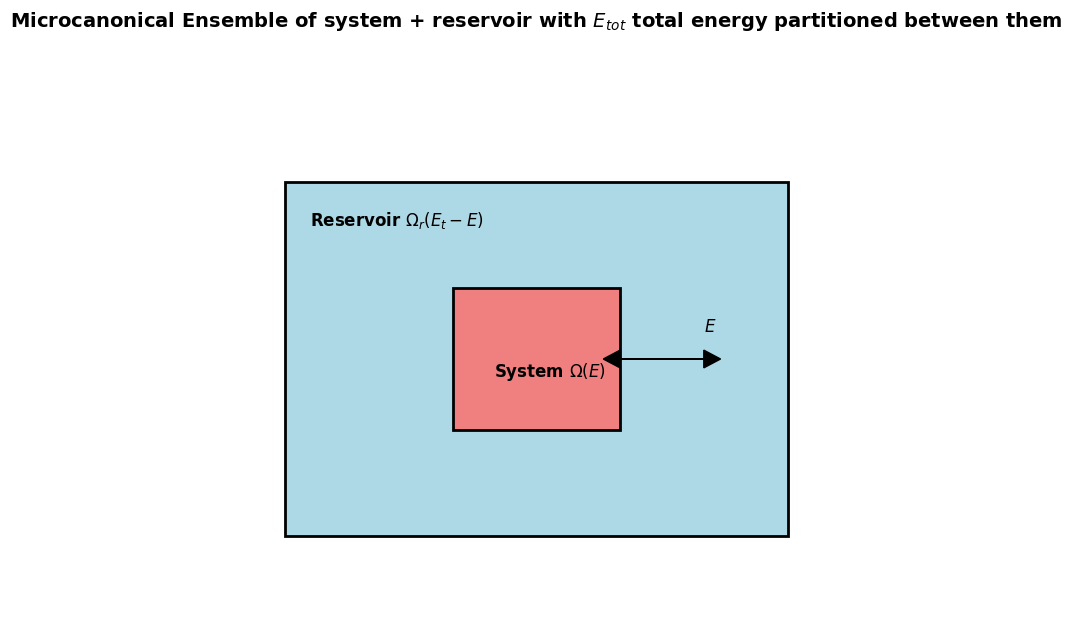 Microcanonical Ensemble of system + reservoir with $E_{tot}$ total energy partitioned between them
Reservoir $\Omega_r(E_t - E)$
$E$
System $\Omega(E)$